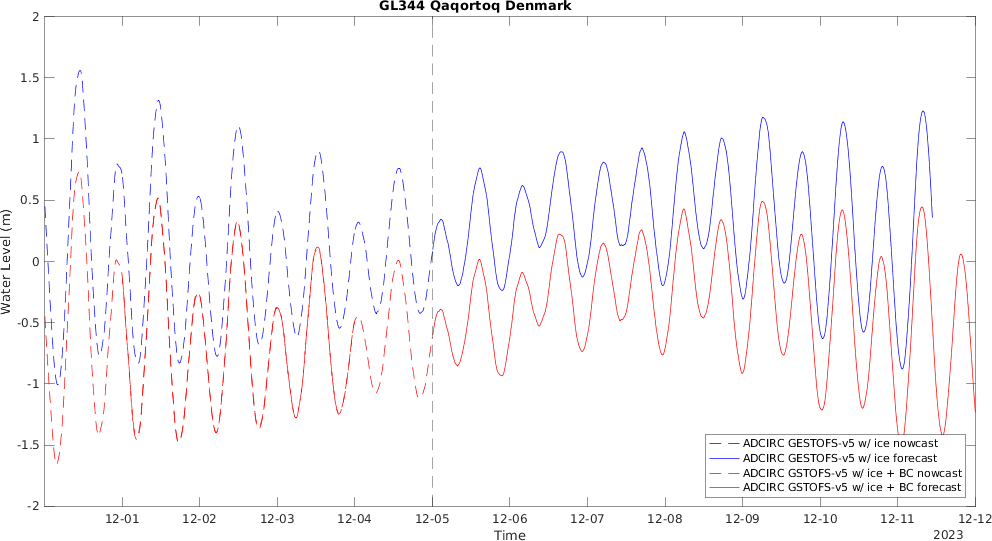 GL344 Qaqortoq Denmark
2
1.5
1
0.5
0
-0.5
-1
-1.5
-2
Water Level (m)
12-01 12-02 12-03 12-04 12-05 12-06 12-07 12-08 12-09 12-10 12-11 12-12
Time
2023
ADCIRC GESTOFS-v5 w/ ice nowcast
ADCIRC GESTOFS-v5 w/ ice forecast
ADCIRC GSTOFS-v5 w/ ice + BC nowcast
ADCIRC GSTOFS-v5 w/ ice + BC forecast